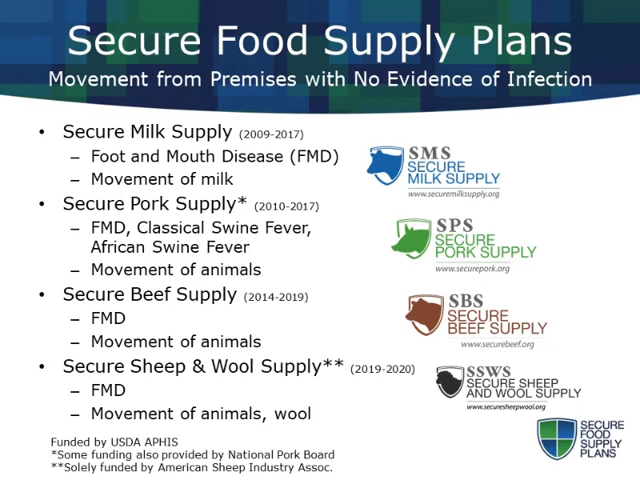 Secure Food Supply Plans
Movement from Premises with No Evidence of Infection
• Secure Milk Supply (2009-2017)
– Foot and Mouth Disease (FMD)
– Movement of milk
• Secure Pork Supply* (2010-2017)
– FMD, Classical Swine Fever,
African Swine Fever
– Movement of animals
• Secure Beef Supply (2014-2019)
– FMD
– Movement of animals
• Secure Sheep & Wool Supply** (2019-2020)
– FMD
– Movement of animals, wool
Funded by USDA APHIS
*Some funding also provided by National Pork Board
**Solely funded by American Sheep Industry Assoc.
SMS
SECURE
MILK SUPPLY
www.securemilksupply.org
SPS
SECURE
PORK SUPPLY
www.securepork.org
SBS
SECURE
BEEF SUPPLY
www.securebeef.org
SSWS
SECURE SHEEP
AND WOOL SUPPLY
www.securesheepwool.org
SECURE
FOOD
SUPPLY
PLANS